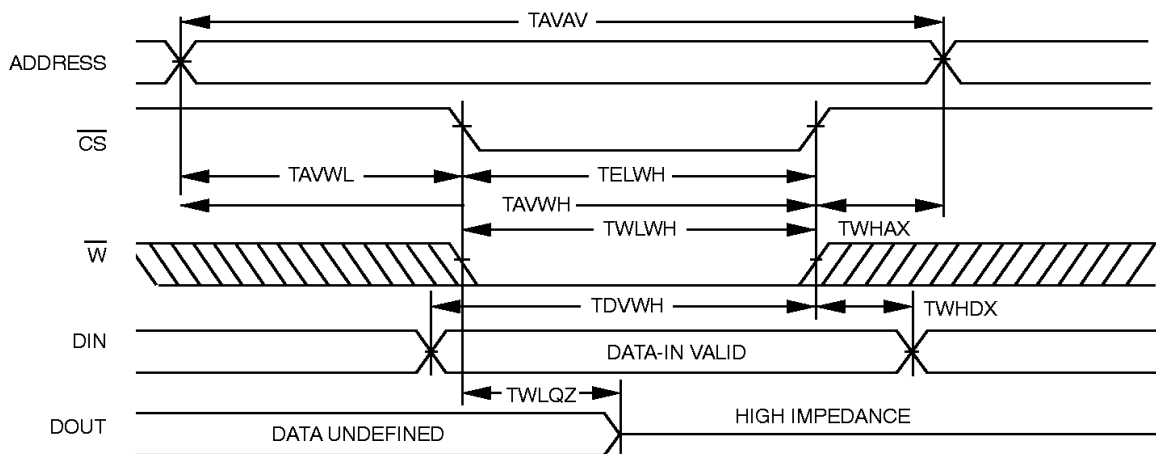 TAVAV
ADDRESS
CS
TAVWL
TELWH
TAVWH
TWLWH
TWHAX
W
TDVWH
TWHDX
DIN
DATA-IN VALID
TWLQZ
DOUT
DATA UNDEFINED
HIGH IMPEDANCE